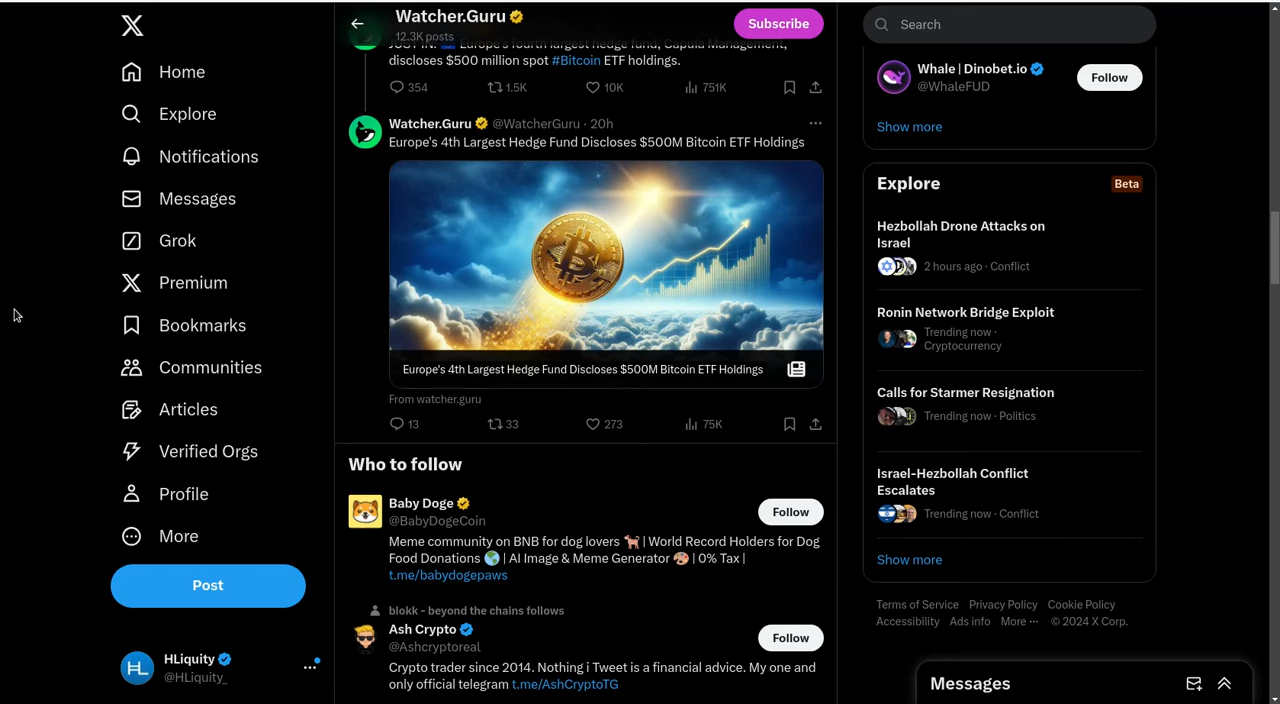 Home
Explore
Notifications
Messages
Grok
Premium
Bookmarks
Communities
Articles
Verified Orgs
Profile
More
Post
HLiquity
@HLiquity_
Watcher.Guru
12.3K posts
Subscribe
JUST IN: 🇪🇺 Europe's fourth largest hedge fund, Capula Management,
discloses $500 million spot #Bitcoin ETF holdings.
354 1.5K 10K 751K
Watcher.Guru @WatcherGuru · 20h
Europe's 4th Largest Hedge Fund Discloses $500M Bitcoin ETF Holdings
Europe's 4th Largest Hedge Fund Discloses $500M Bitcoin ETF Holdings
From watcher.guru
13 33 273 75K
Who to follow
Baby Doge
@BabyDogeCoin
Follow
Meme community on BNB for dog lovers 🐕 | World Record Holders for Dog
Food Donations 🌎 | AI Image & Meme Generator 🎨 | 0% Tax |
t.me/babydogepaws
blokk - beyond the chains follows
Ash Crypto
@Ashcryptoreal
Follow
Crypto trader since 2014. Nothing i Tweet is a financial advice. My one and
only official telegram t.me/AshCryptoTG
Search
Whale | Dinobet.io
@WhaleFUD
Follow
Show more
Explore
Beta
Hezbollah Drone Attacks on
Israel
2 hours ago · Conflict
Ronin Network Bridge Exploit
Trending now ·
Cryptocurrency
Calls for Starmer Resignation
Trending now · Politics
Israel-Hezbollah Conflict
Escalates
Trending now · Conflict
Show more
Terms of Service Privacy Policy Cookie Policy
Accessibility Ads info More ··· © 2024 X Corp.
Messages